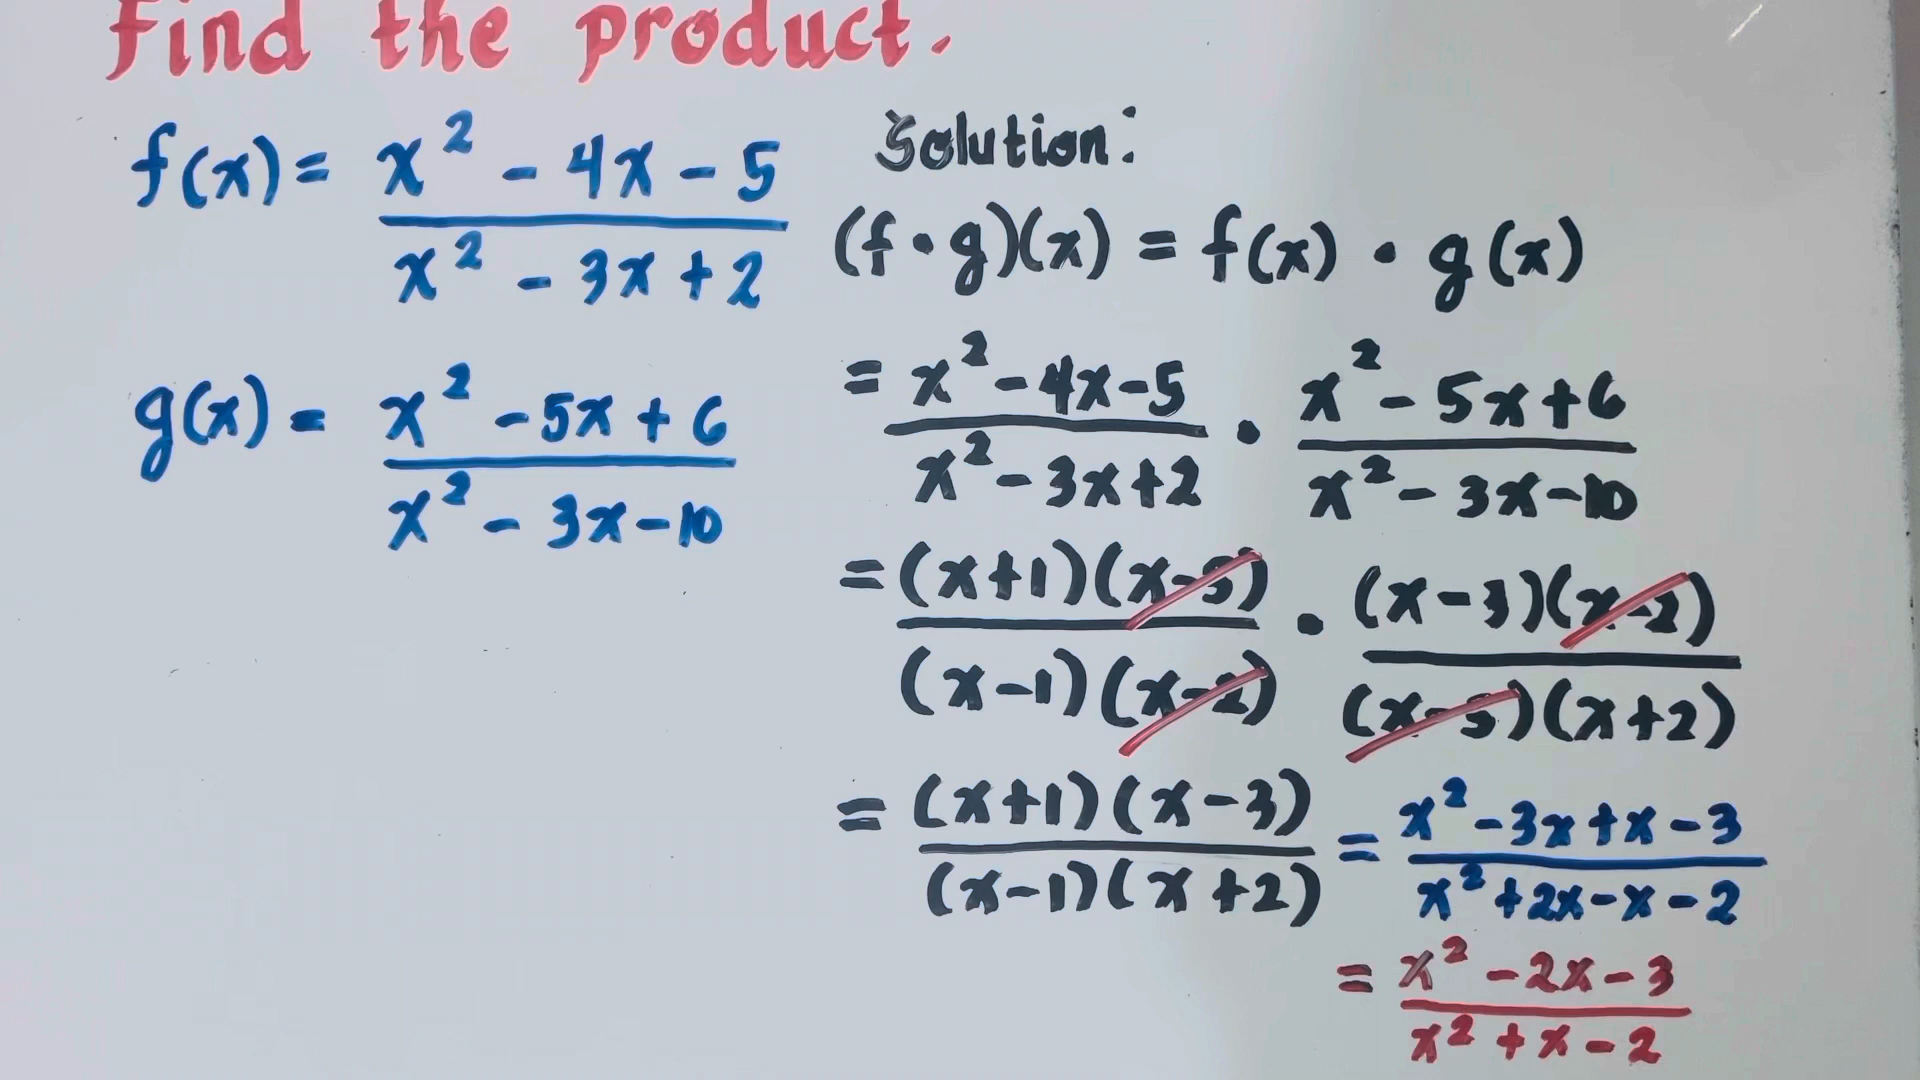 Find the product.
f(x) = x² - 4x - 5
x² - 3x + 2
g(x) = x² - 5x + 6
x² - 3x - 10
Solution:
(f • g)(x) = f(x) • g(x)
= x² - 4x - 5 • x² - 5x + 6
x² - 3x + 2 x² - 3x - 10
= (x+1)(x-5) • (x-3)(x-2)
(x-1)(x-2) (x-5)(x+2)
= (x+1)(x-3) = x² - 3x + x - 3
(x-1)(x+2) x² + 2x - x - 2
= x² - 2x - 3
x² + x - 2